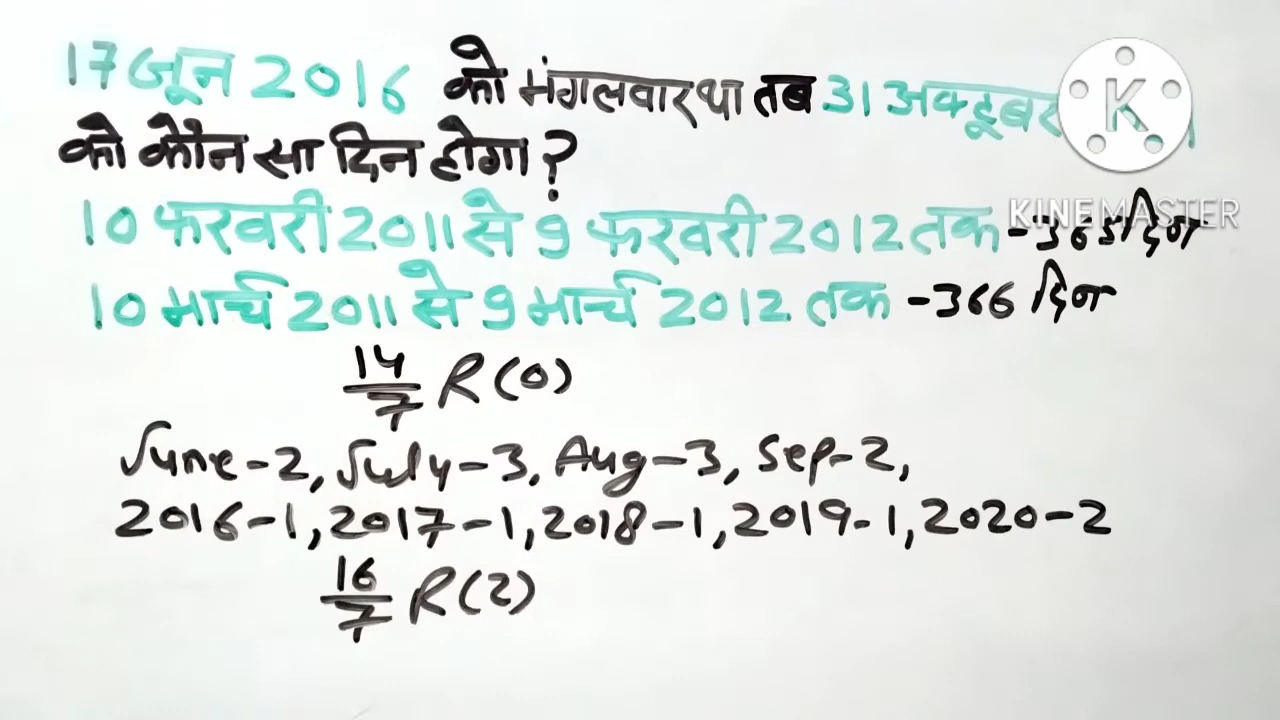 17 जून 2016 को मंगलवार था तब 31 अक्टूबर
को कौन सा दिन होगा?
K
KINEMASTER
10 फरवरी 2011 से 9 फरवरी 2012 तक -365 दिन
10 मार्च 2011 से 9 मार्च 2012 तक -366 दिन
14/7 R(0)
June-2, July-3, Aug-3, Sep-2,
2016-1, 2017-1, 2018-1, 2019-1, 2020-2
16/7 R(2)